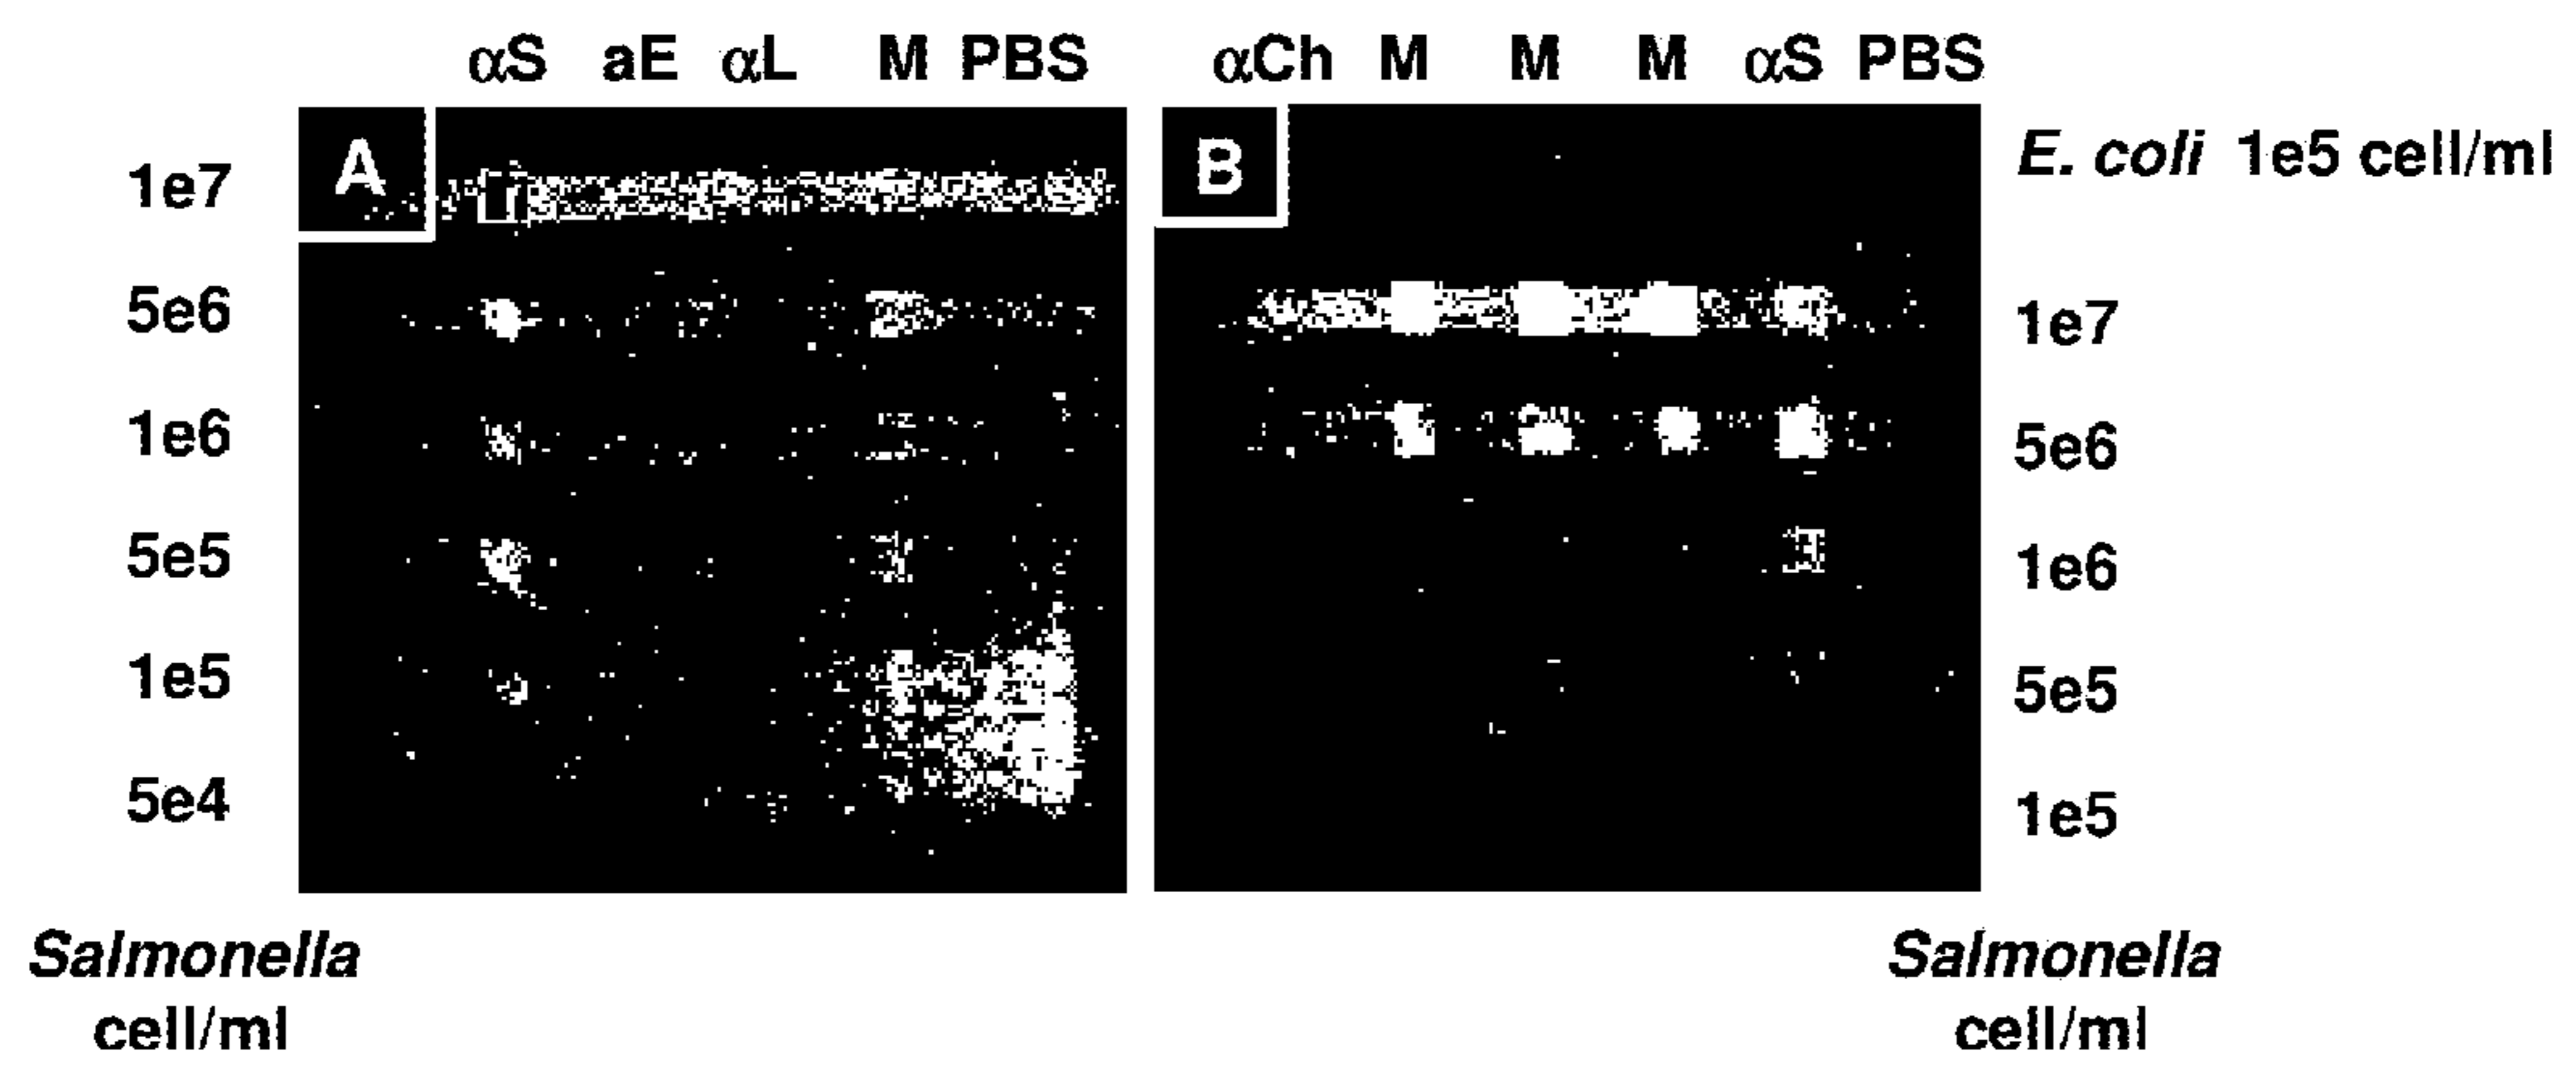 αS aE αL M PBS αCh M M M αS PBS
A
B
E. coli 1e5 cell/ml
1e7
5e6
1e6
5e5
1e5
5e4
1e7
5e6
1e6
5e5
1e5
Salmonella
cell/ml
Salmonella
cell/ml